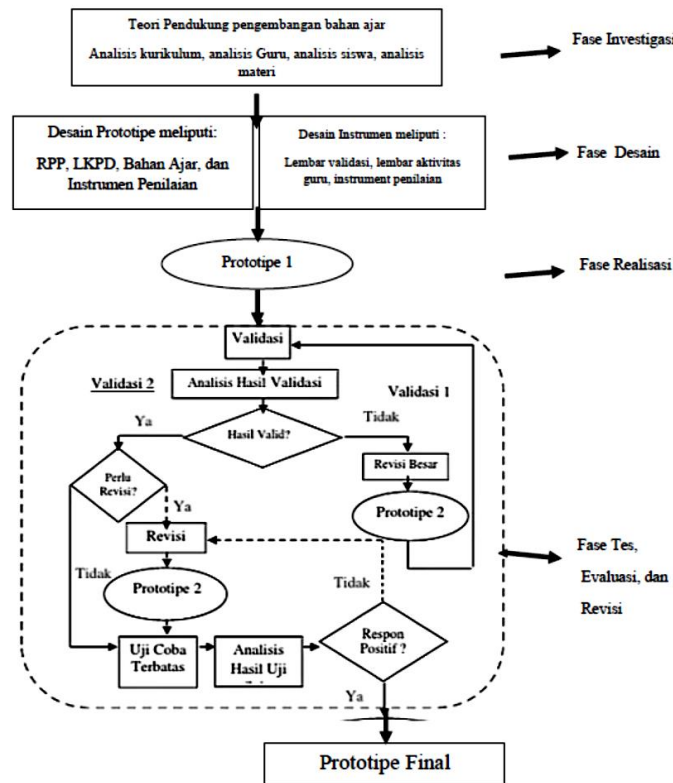 Teori Pendukung pengembangan bahan ajar
Analisis kurikulum, analisis Guru, analisis siswa, analisis
materi
Fase Investigasi
Desain Prototipe meliputi:
RPP, LKPD, Bahan Ajar, dan
Instrumen Penilaian
Desain Instrumen meliputi :
Lembar validasi, lembar aktivitas
guru, instrument penilaian
Fase Desain
Prototipe 1
Fase Realisasi
Validasi
Analisis Hasil Validasi
Validasi 2
Validasi 1
Hasil Valid?
Ya
Tidak
Perlu
Revisi?
Revisi Besar
Prototipe 2
Ya
Revisi
Tidak
Prototipe 2
Tidak
Uji Coba
Terbatas
Analisis
Hasil Uji
Respon
Positif ?
Ya
Fase Tes,
Evaluasi, dan
Revisi
Prototipe Final